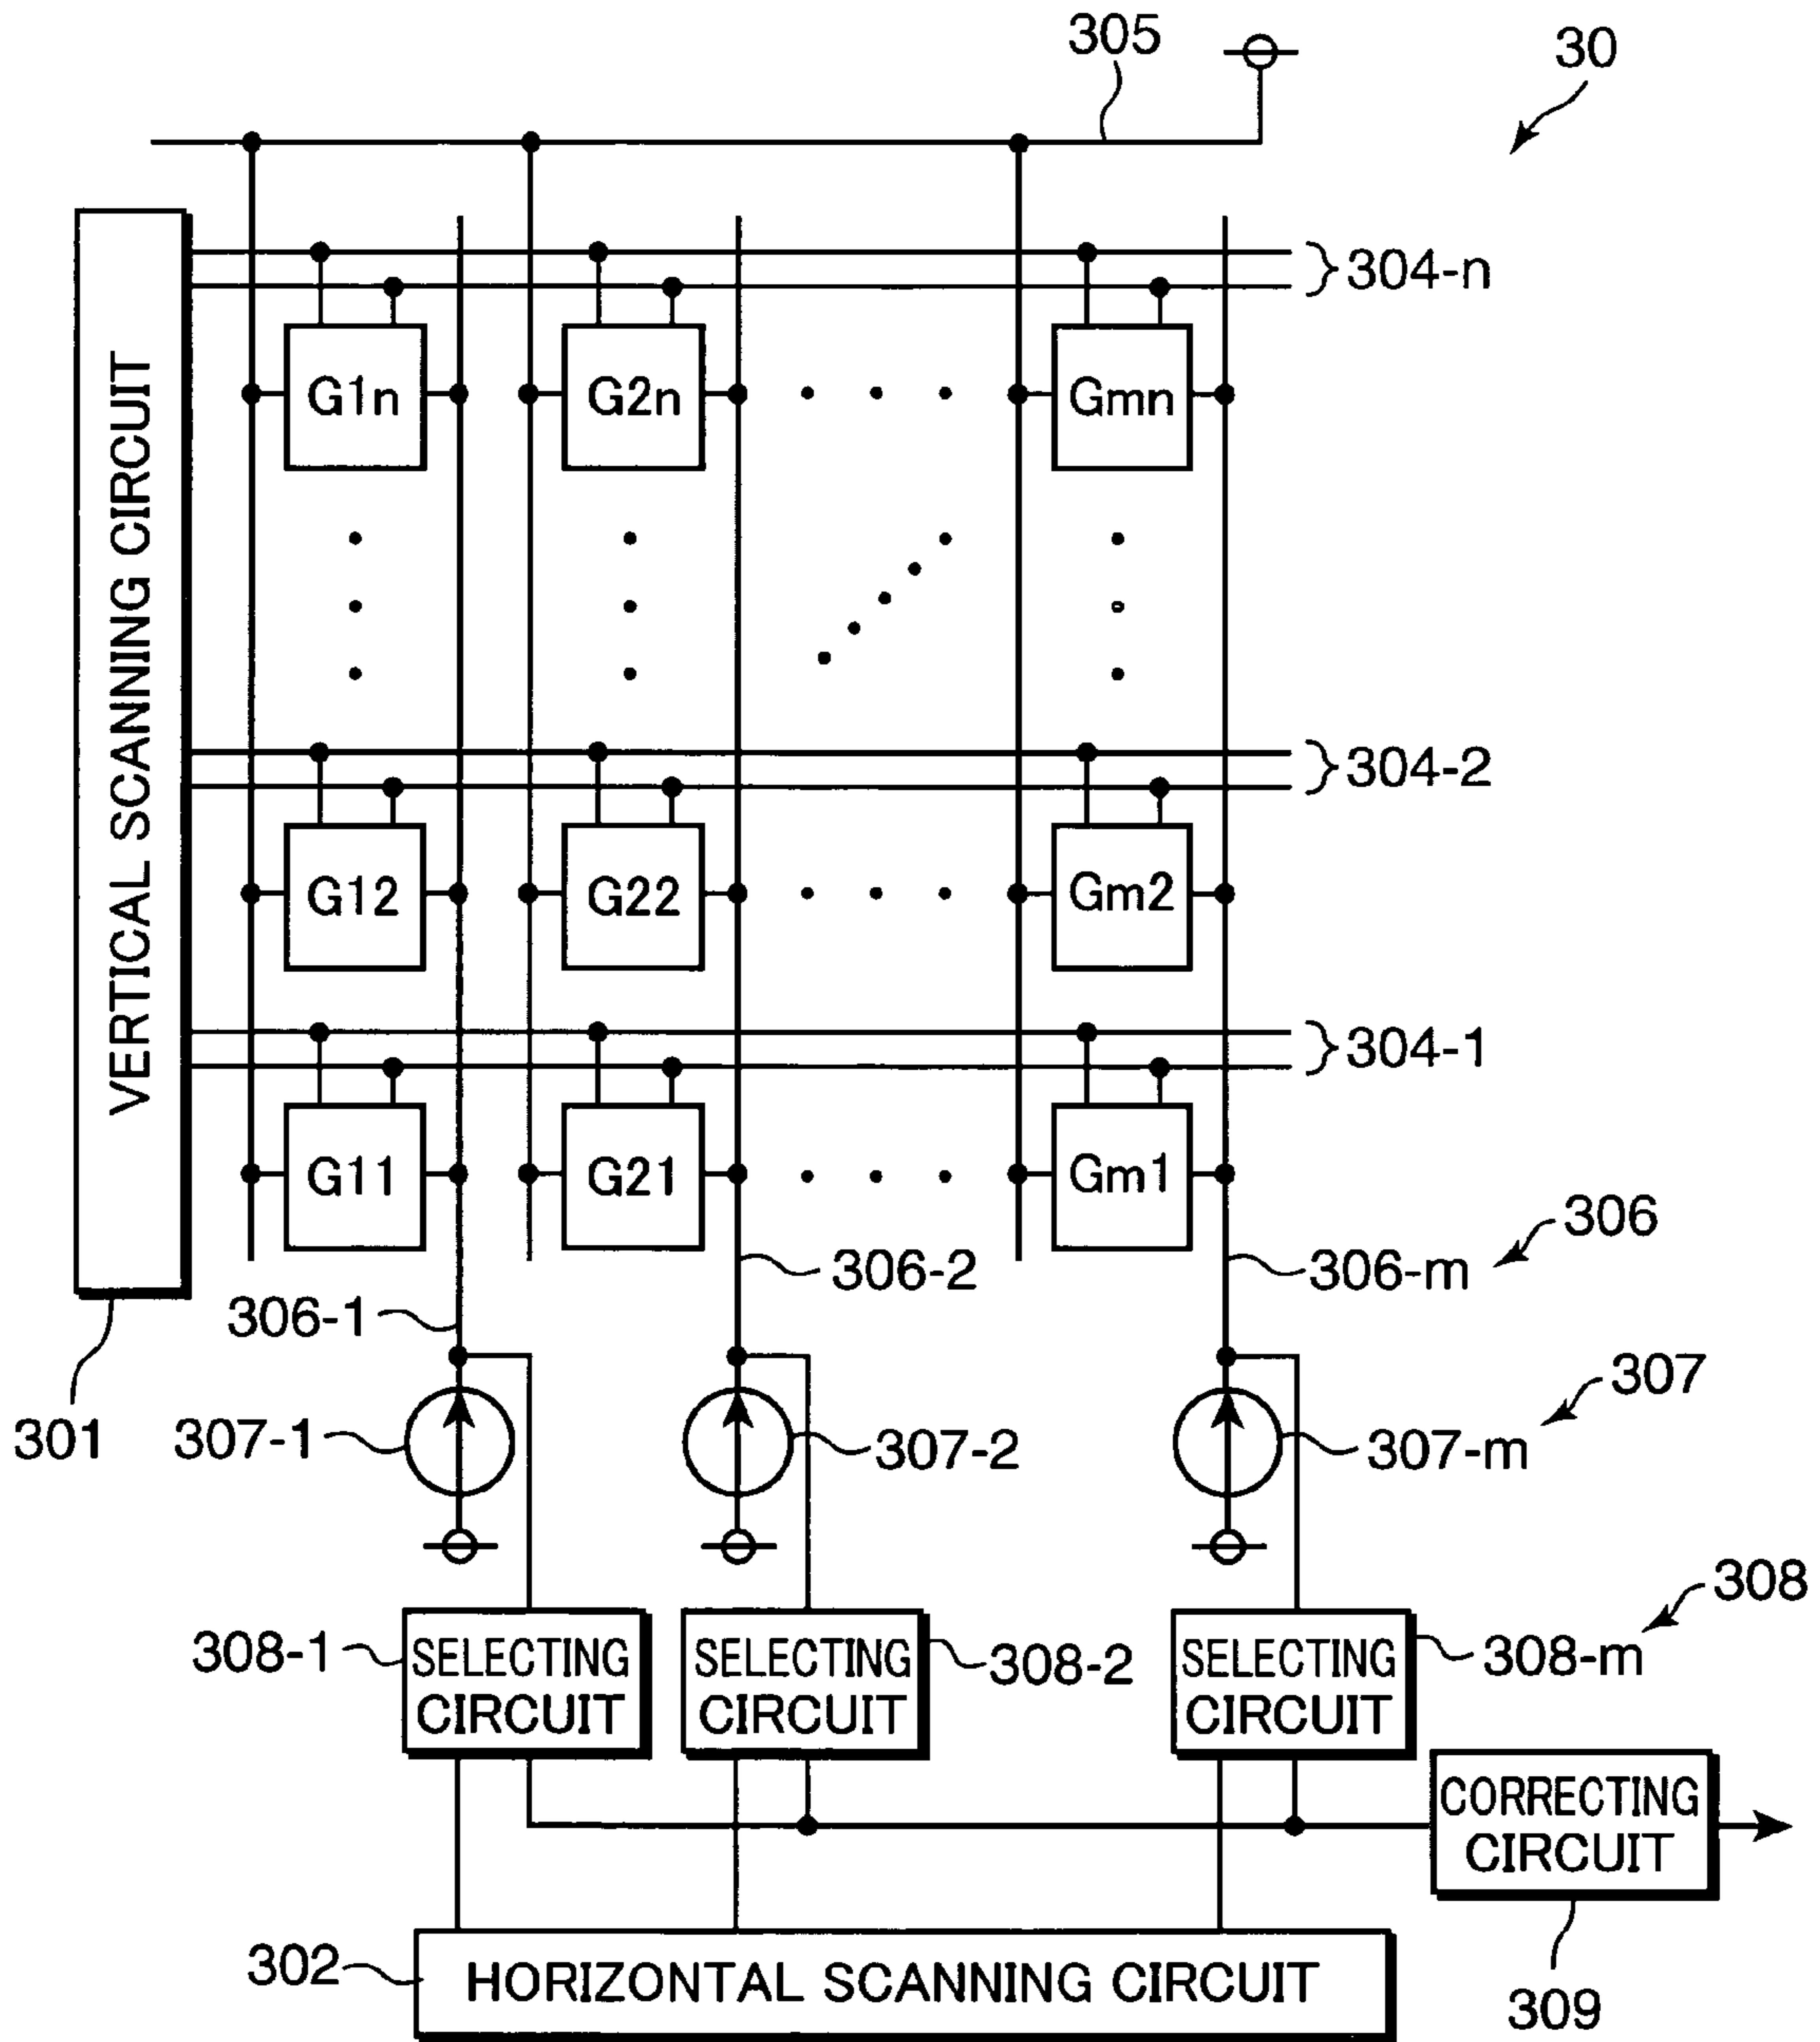 305
30
304-n
G1n G2n Gmn
VERTICAL SCANNING CIRCUIT
304-2
G12 G22 Gm2
304-1
G11 G21 Gm1
306
306-2
306-m
306-1
307
301
307-1
307-2
307-m
308
308-1
SELECTING
CIRCUIT
308-2
SELECTING
CIRCUIT
308-m
SELECTING
CIRCUIT
CORRECTING
CIRCUIT
302
HORIZONTAL SCANNING CIRCUIT
309